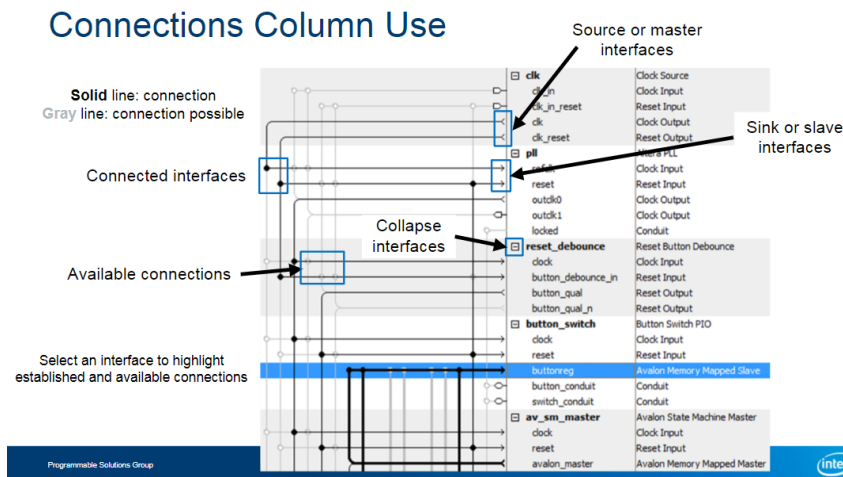 Connections Column Use
Source or master
interfaces
Solid line: connection
Gray line: connection possible
Sink or slave
interfaces
Connected interfaces
Collapse
interfaces
Available connections
Select an interface to highlight
established and available connections
clk Clock Source
clk_in Clock Input
clk_in_reset Reset Input
clk Clock Output
clk_reset Reset Output
pll Altera PLL
refclk Clock Input
reset Reset Input
outclk0 Clock Output
outclk1 Clock Output
locked Conduit
reset_debounce Reset Button Debounce
clock Clock Input
button_debounce_in Reset Input
button_qual Reset Output
button_qual_n Reset Output
button_switch Button Switch PIO
clock Clock Input
reset Reset Input
buttonreg Avalon Memory Mapped Slave
button_conduit Conduit
switch_conduit Conduit
av_sm_master Avalon State Machine Master
clock Clock Input
reset Reset Input
avalon_master Avalon Memory Mapped Master
Programmable Solutions Group